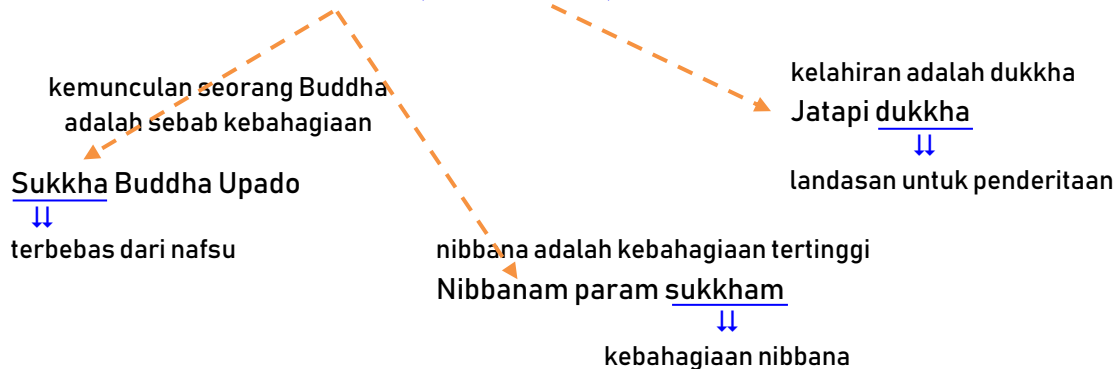 kemunculan seorang Buddha
adalah sebab kebahagiaan
Sukkha Buddha Upado
terbebas dari nafsu
nibbana adalah kebahagiaan tertinggi
Nibbanam param sukkham
kebahagiaan nibbana
kelahiran adalah dukkha
Jatapi dukkha
landasan untuk penderitaan